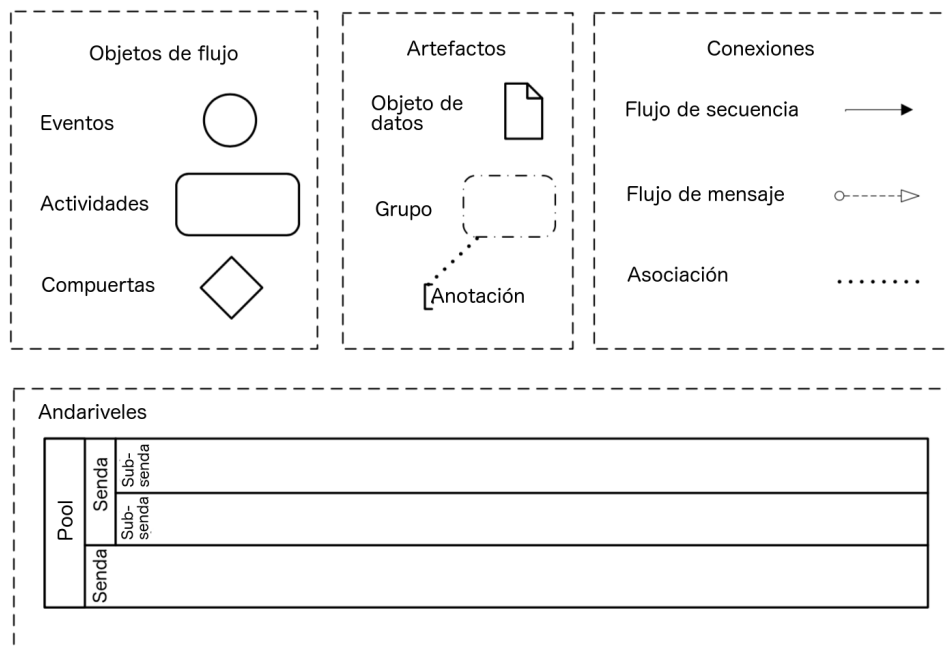 Objetos de flujo
Eventos
Actividades
Compuertas
Artefactos
Objeto de
datos
Grupo
Anotación
Conexiones
Flujo de secuencia
Flujo de mensaje
Asociación
Andariveles
Pool
Senda
Sub-
senda
Sub-
senda
Senda